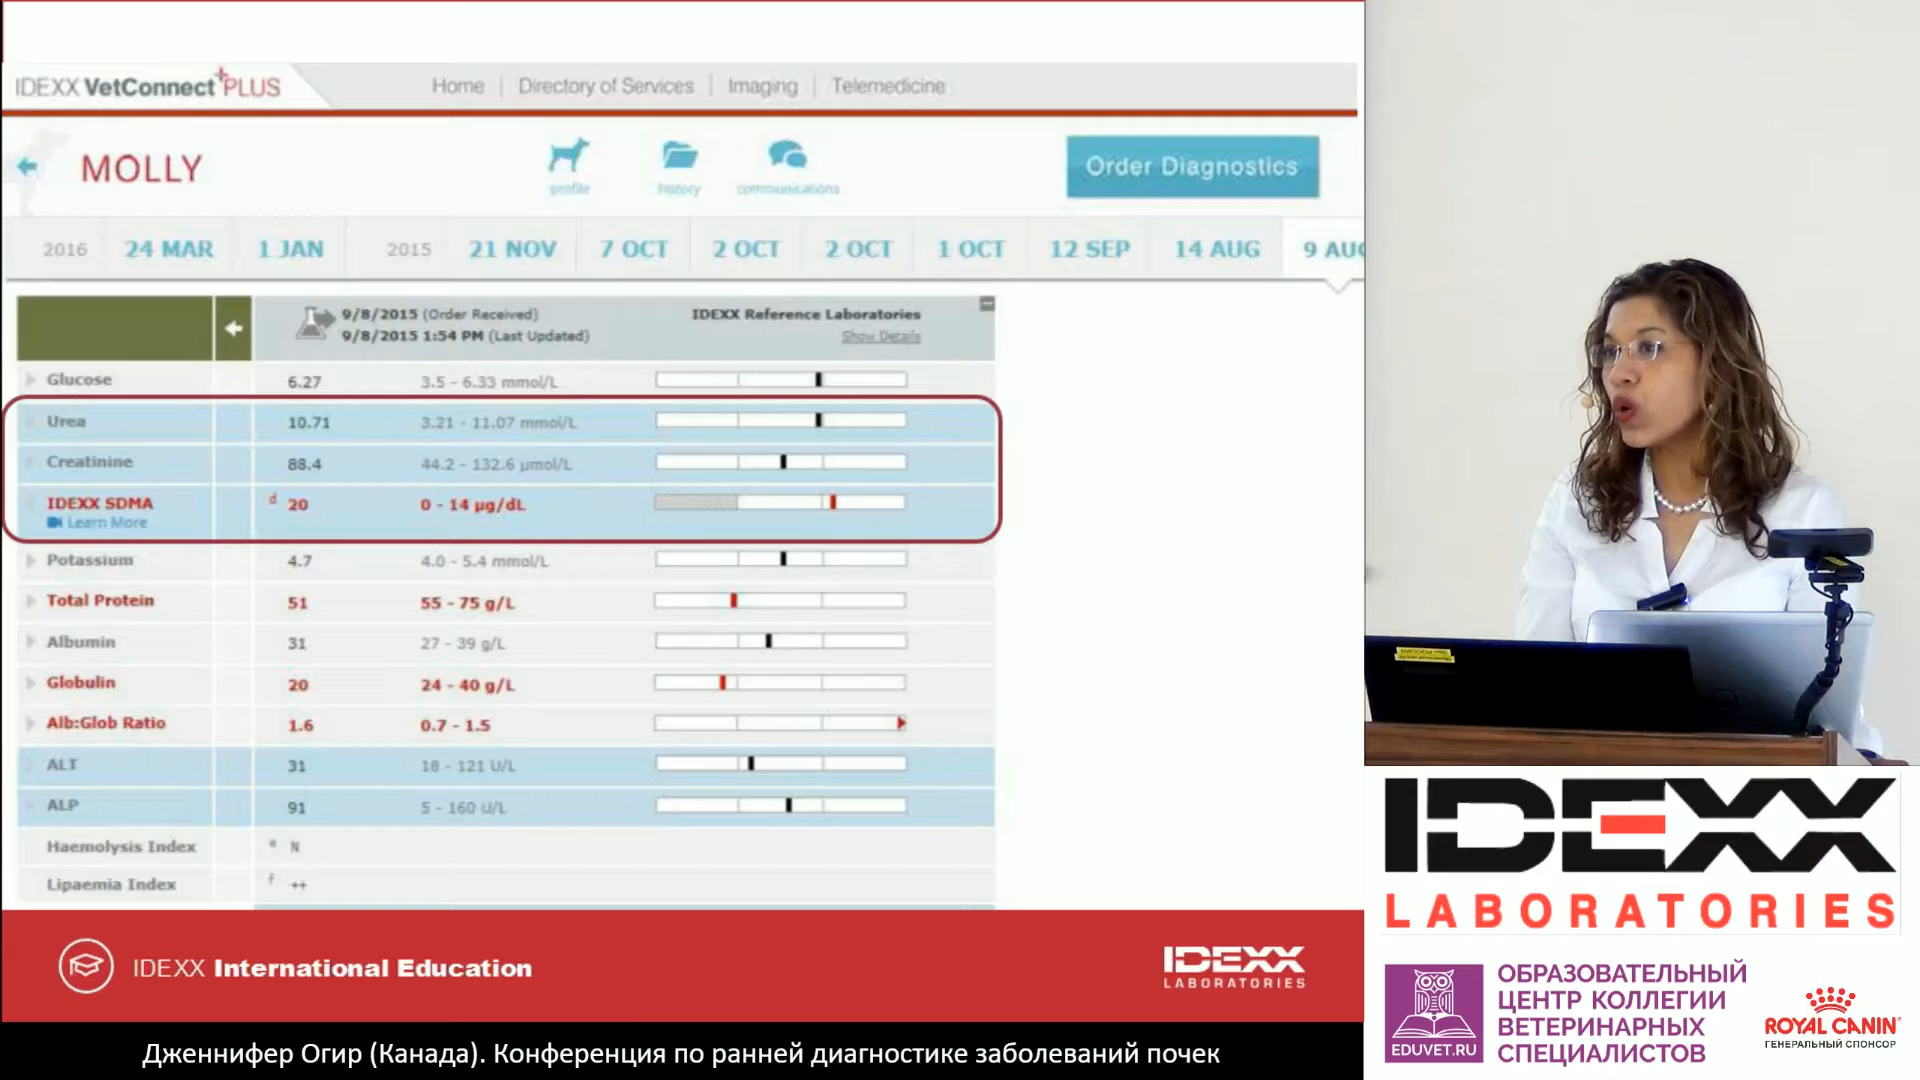 IDEXX VetConnect+PLUS
Home | Directory of Services | Imaging | Telemedicine
MOLLY
profile
history
communications
Order Diagnostics
2016 24 MAR 1 JAN 2015 21 NOV 7 OCT 2 OCT 2 OCT 1 OCT 12 SEP 14 AUG 9 AUG
9/8/2015 (Order Received)
9/8/2015 1:54 PM (Last Updated)
IDEXX Reference Laboratories
Show Details
Glucose 6.27 3.5 - 6.33 mmol/L
Urea 10.71 3.21 - 11.07 mmol/L
Creatinine 88.4 44.2 - 132.6 µmol/L
IDEXX SDMA d 20 0 - 14 µg/dL
Learn More
Potassium 4.7 4.0 - 5.4 mmol/L
Total Protein 51 55 - 75 g/L
Albumin 31 27 - 39 g/L
Globulin 20 24 - 40 g/L
Alb:Glob Ratio 1.6 0.7 - 1.5
ALT 31 18 - 121 U/L
ALP 91 5 - 160 U/L
Haemolysis Index e N
Lipaemia Index f ++
IDEXX International Education
IDEXX
LABORATORIES
Дженнифер Огир (Канада). Конференция по ранней диагностике заболеваний почек
IDEXX
LABORATORIES
EDUVET.RU
ОБРАЗОВАТЕЛЬНЫЙ
ЦЕНТР КОЛЛЕГИИ
ВЕТЕРИНАРНЫХ
СПЕЦИАЛИСТОВ
ROYAL CANIN
ГЕНЕРАЛЬНЫЙ СПОНСОР